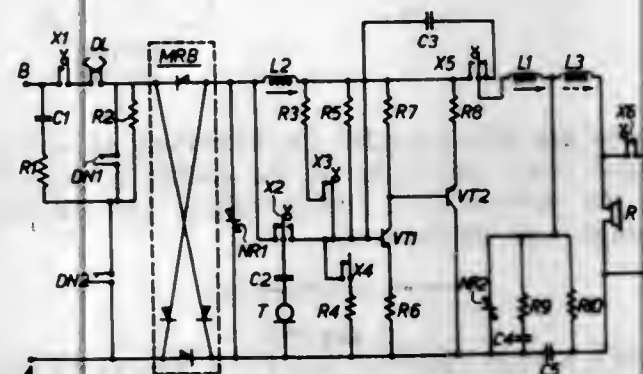 X1 DL MRB C3
X5 L1 L3
B L2
C1 R2 R3 R5 R7 R8 X6
R1 DN1 X3
X2 VT2 R
NR1 VT1
DN2 C2 X4 NR2 R9 R10
T R4 R6 C4
A C5